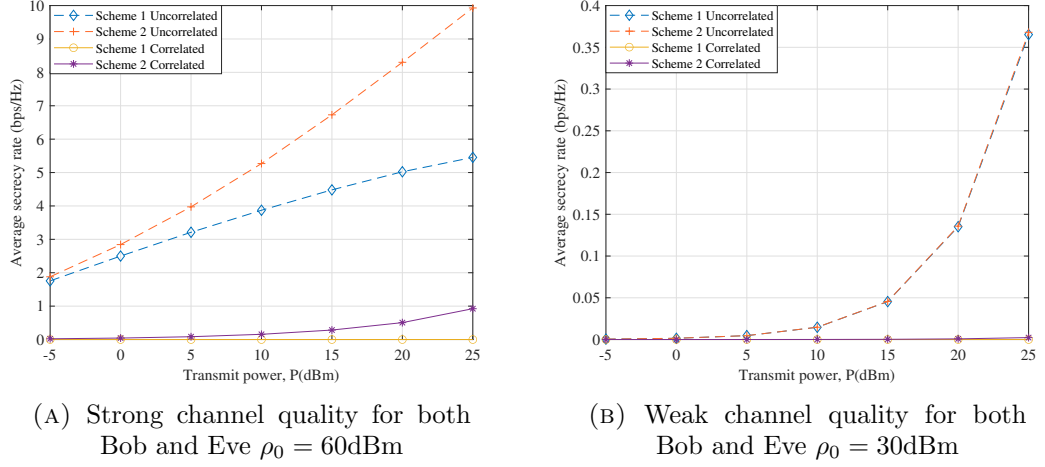 10
9
8
7
6
5
4
3
2
1
0
Average secrecy rate (bps/Hz)
Scheme 1 Uncorrelated
Scheme 2 Uncorrelated
Scheme 1 Correlated
Scheme 2 Correlated
-5 0 5 10 15 20 25
Transmit power, P(dBm)
(A) Strong channel quality for both
Bob and Eve ρ₀ = 60dBm
0.4
0.35
0.3
0.25
0.2
0.15
0.1
0.05
0
Average secrecy rate (bps/Hz)
Scheme 1 Uncorrelated
Scheme 2 Uncorrelated
Scheme 1 Correlated
Scheme 2 Correlated
-5 0 5 10 15 20 25
Transmit power, P(dBm)
(B) Weak channel quality for both
Bob and Eve ρ₀ = 30dBm